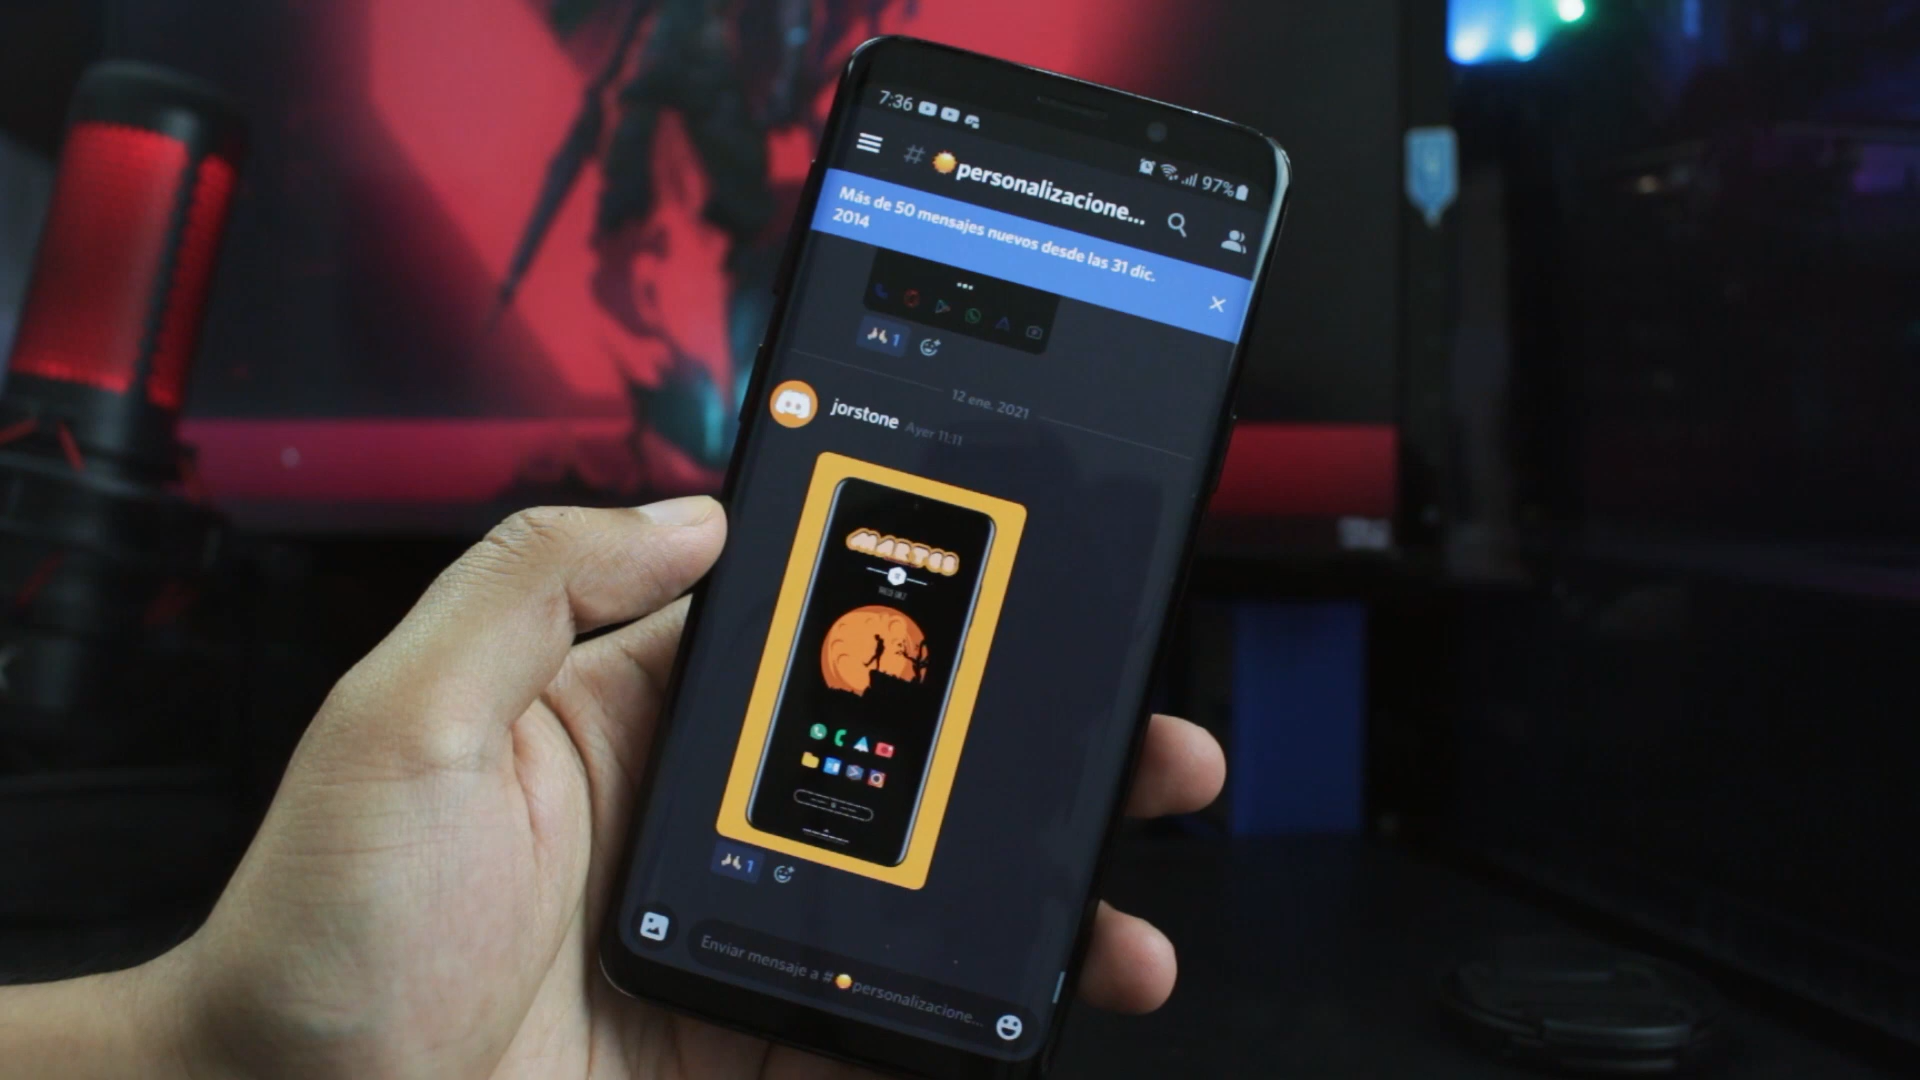 7:36
97%
# personalizacione...
Más de 50 mensajes nuevos desde las 31 dic.
2014
1
12 ene. 2021
jorstone Ayer 11:11
MARTES
1
Enviar mensaje a # personalizacione...